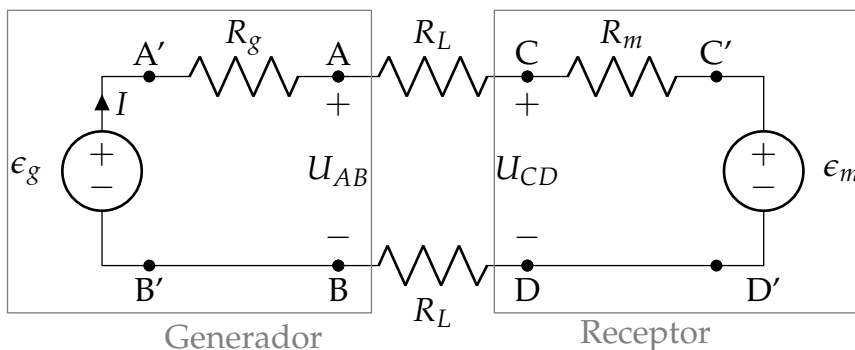 A' R_g A R_L C R_m C'
+ +
I
ϵ_g + − U_AB U_CD + − ϵ_m
− −
B' B R_L D D'
Generador Receptor